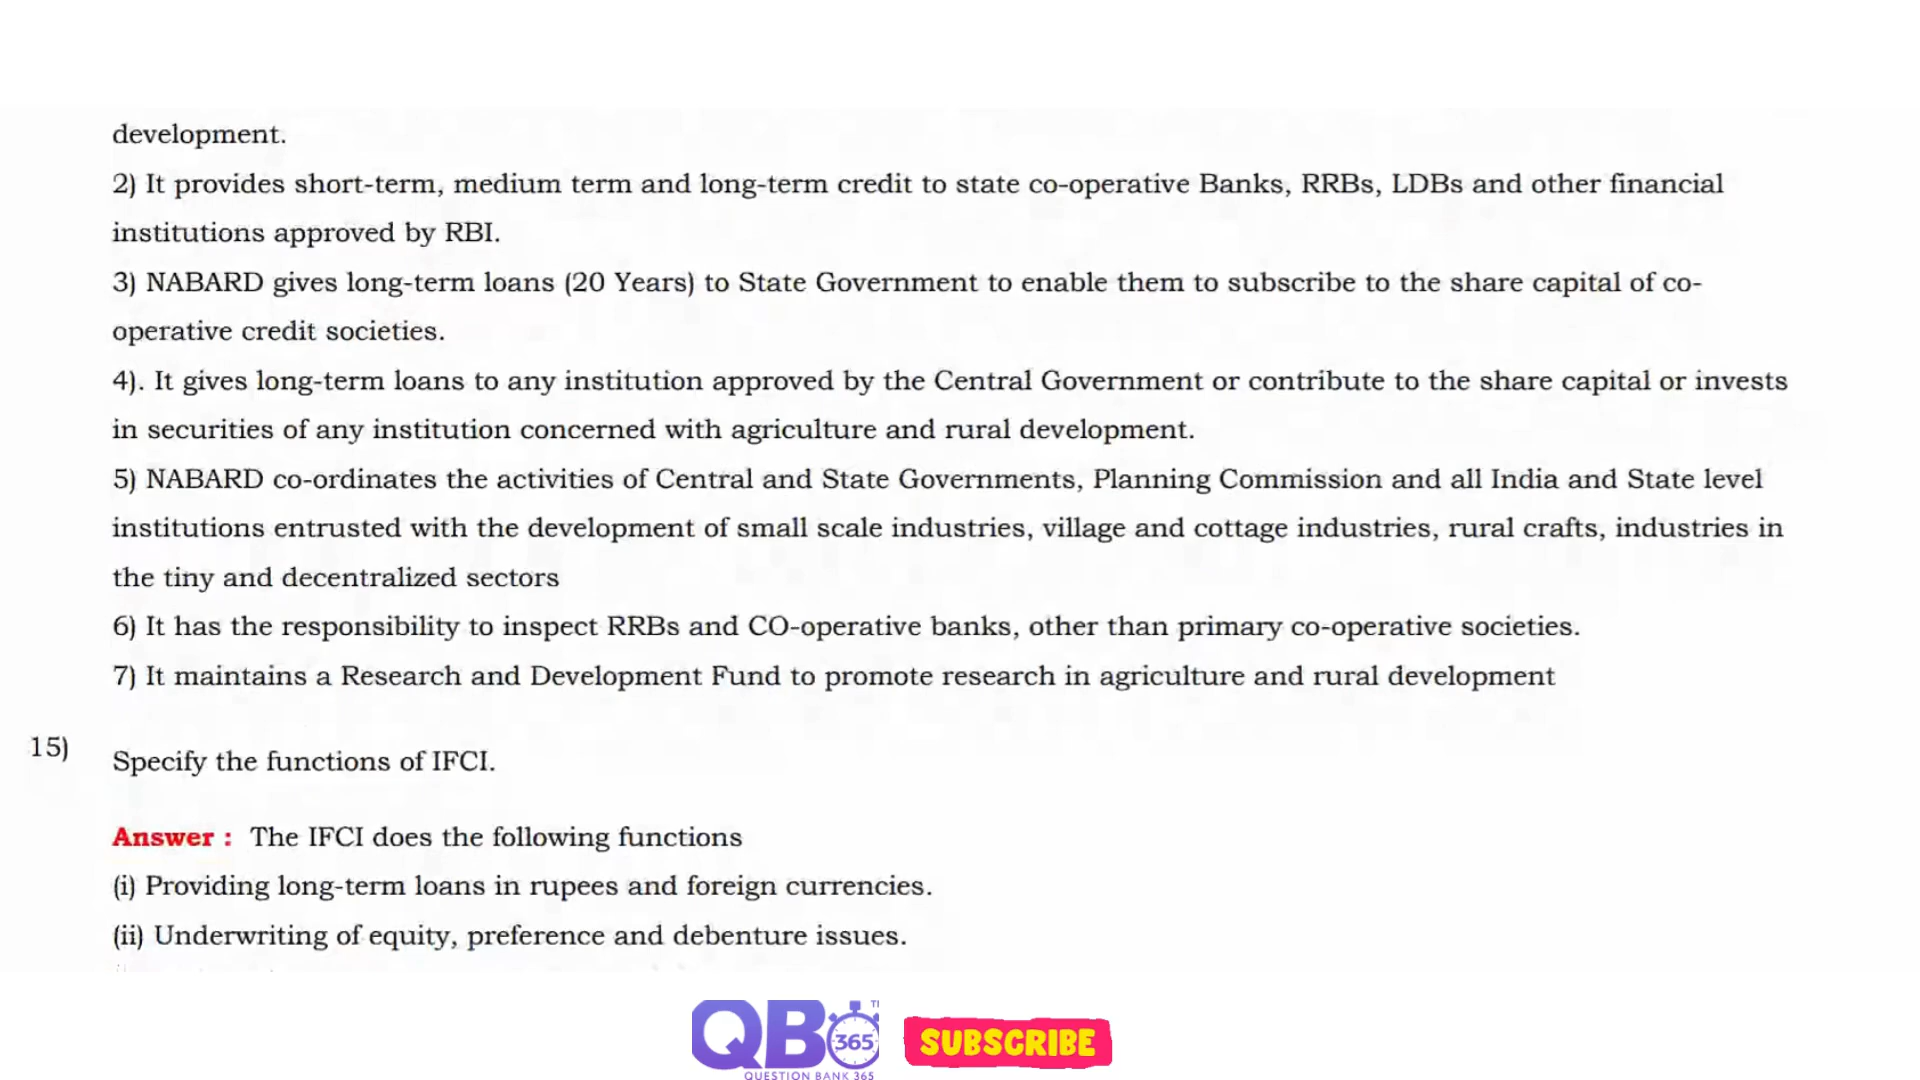 development.
2) It provides short-term, medium term and long-term credit to state co-operative Banks, RRBs, LDBs and other financial
institutions approved by RBI.
3) NABARD gives long-term loans (20 Years) to State Government to enable them to subscribe to the share capital of co-
operative credit societies.
4). It gives long-term loans to any institution approved by the Central Government or contribute to the share capital or invests
in securities of any institution concerned with agriculture and rural development.
5) NABARD co-ordinates the activities of Central and State Governments, Planning Commission and all India and State level
institutions entrusted with the development of small scale industries, village and cottage industries, rural crafts, industries in
the tiny and decentralized sectors
6) It has the responsibility to inspect RRBs and CO-operative banks, other than primary co-operative societies.
7) It maintains a Research and Development Fund to promote research in agriculture and rural development
15) Specify the functions of IFCI.
Answer : The IFCI does the following functions
(i) Providing long-term loans in rupees and foreign currencies.
(ii) Underwriting of equity, preference and debenture issues.
QB 365
QUESTION BANK 365
SUBSCRIBE